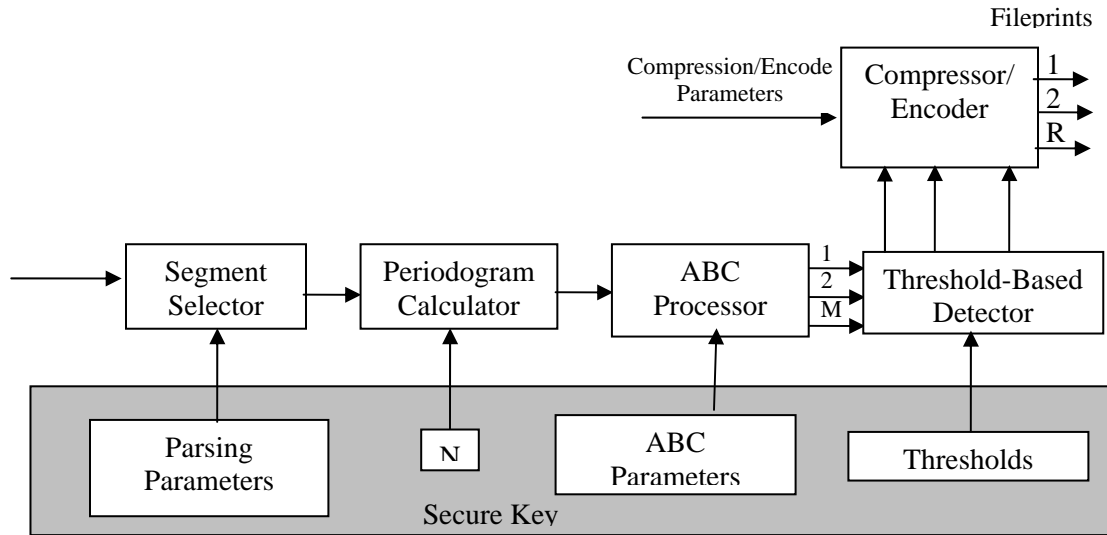 Fileprints
Compression/Encode
Parameters
Compressor/
Encoder
1
2
R
Segment
Selector
Periodogram
Calculator
ABC
Processor
1
2
M
Threshold-Based
Detector
Parsing
Parameters
N
ABC
Parameters
Thresholds
Secure Key